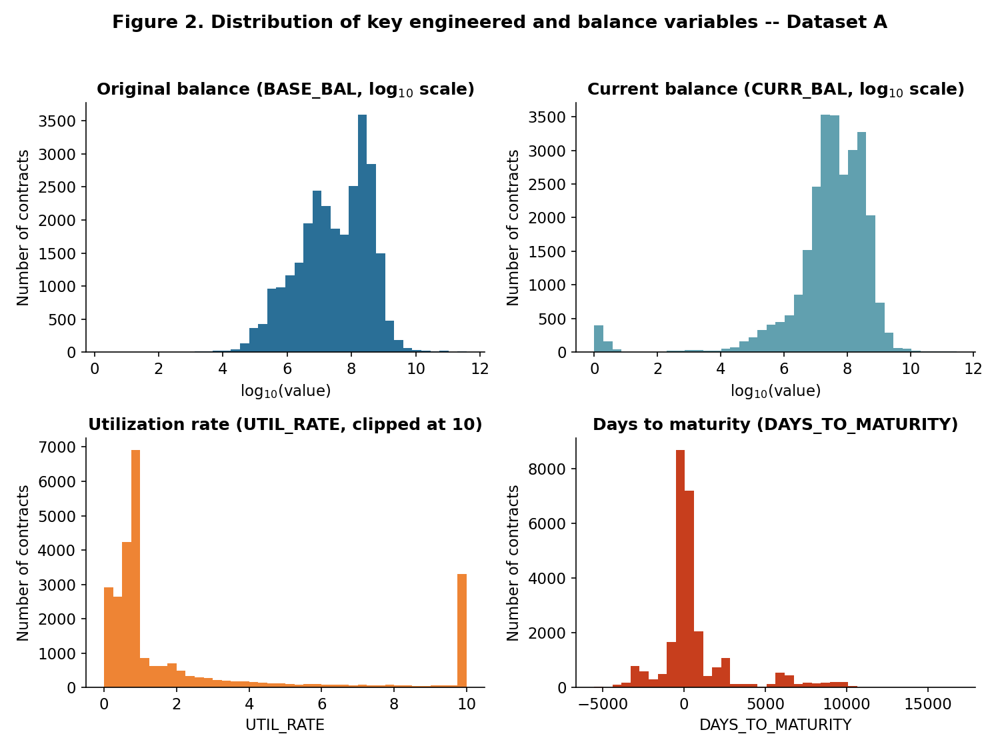 Figure 2. Distribution of key engineered and balance variables -- Dataset A
Original balance (BASE_BAL, log₁₀ scale)
Number of contracts
3500
3000
2500
2000
1500
1000
500
0
0 2 4 6 8 10 12
log₁₀(value)
Current balance (CURR_BAL, log₁₀ scale)
Number of contracts
3500
3000
2500
2000
1500
1000
500
0
0 2 4 6 8 10 12
log₁₀(value)
Utilization rate (UTIL_RATE, clipped at 10)
Number of contracts
7000
6000
5000
4000
3000
2000
1000
0
0 2 4 6 8 10
UTIL_RATE
Days to maturity (DAYS_TO_MATURITY)
Number of contracts
8000
6000
4000
2000
0
−5000 0 5000 10000 15000
DAYS_TO_MATURITY